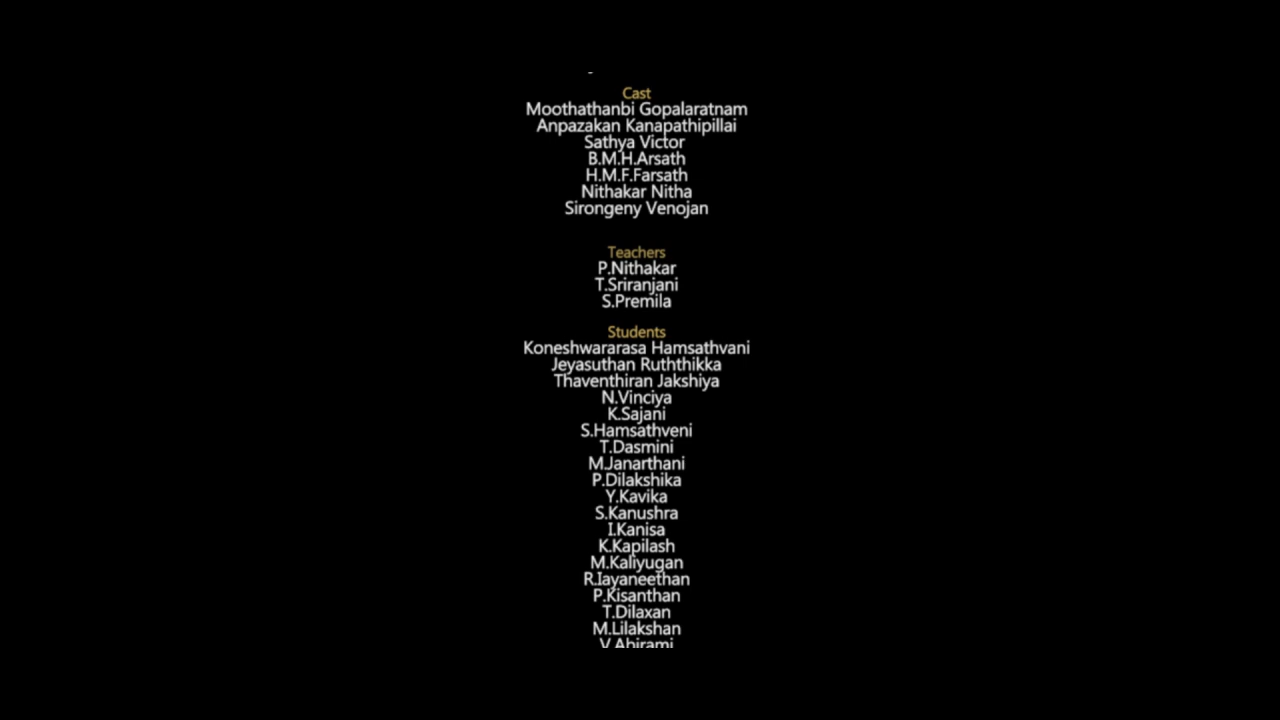 Cast
Moothathanbi Gopalaratnam
Anpazakan Kanapathipillai
Sathya Victor
B.M.H.Arsath
H.M.F.Farsath
Nithakar Nitha
Sirongeny Venojan
Teachers
P.Nithakar
T.Sriranjani
S.Premila
Students
Koneshwararasa Hamsathvani
Jeyasuthan Ruththikka
Thaventhiran Jakshiya
N.Vinciya
K.Sajani
S.Hamsathveni
T.Dasmini
M.Janarthani
P.Dilakshika
Y.Kavika
S.Kanushra
I.Kanisa
K.Kapilash
M.Kaliyugan
R.Iayaneethan
P.Kisanthan
T.Dilaxan
M.Lilakshan
V.Abirami